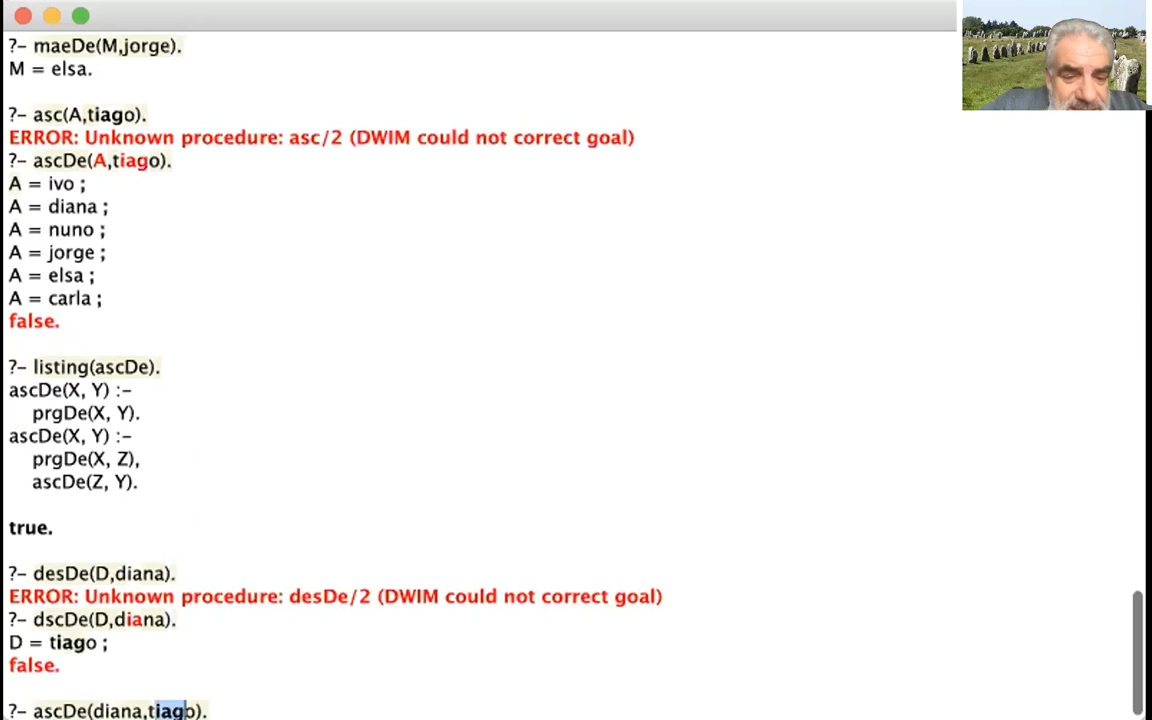 ?- maeDe(M,jorge).
M = elsa.
?- asc(A,tiago).
ERROR: Unknown procedure: asc/2 (DWIM could not correct goal)
?- ascDe(A,tiago).
A = ivo ;
A = diana ;
A = nuno ;
A = jorge ;
A = elsa ;
A = carla ;
false.
?- listing(ascDe).
ascDe(X, Y) :-
prgDe(X, Y).
ascDe(X, Y) :-
prgDe(X, Z),
ascDe(Z, Y).
true.
?- desDe(D,diana).
ERROR: Unknown procedure: desDe/2 (DWIM could not correct goal)
?- dscDe(D,diana).
D = tiago ;
false.
?- ascDe(diana,tiago).